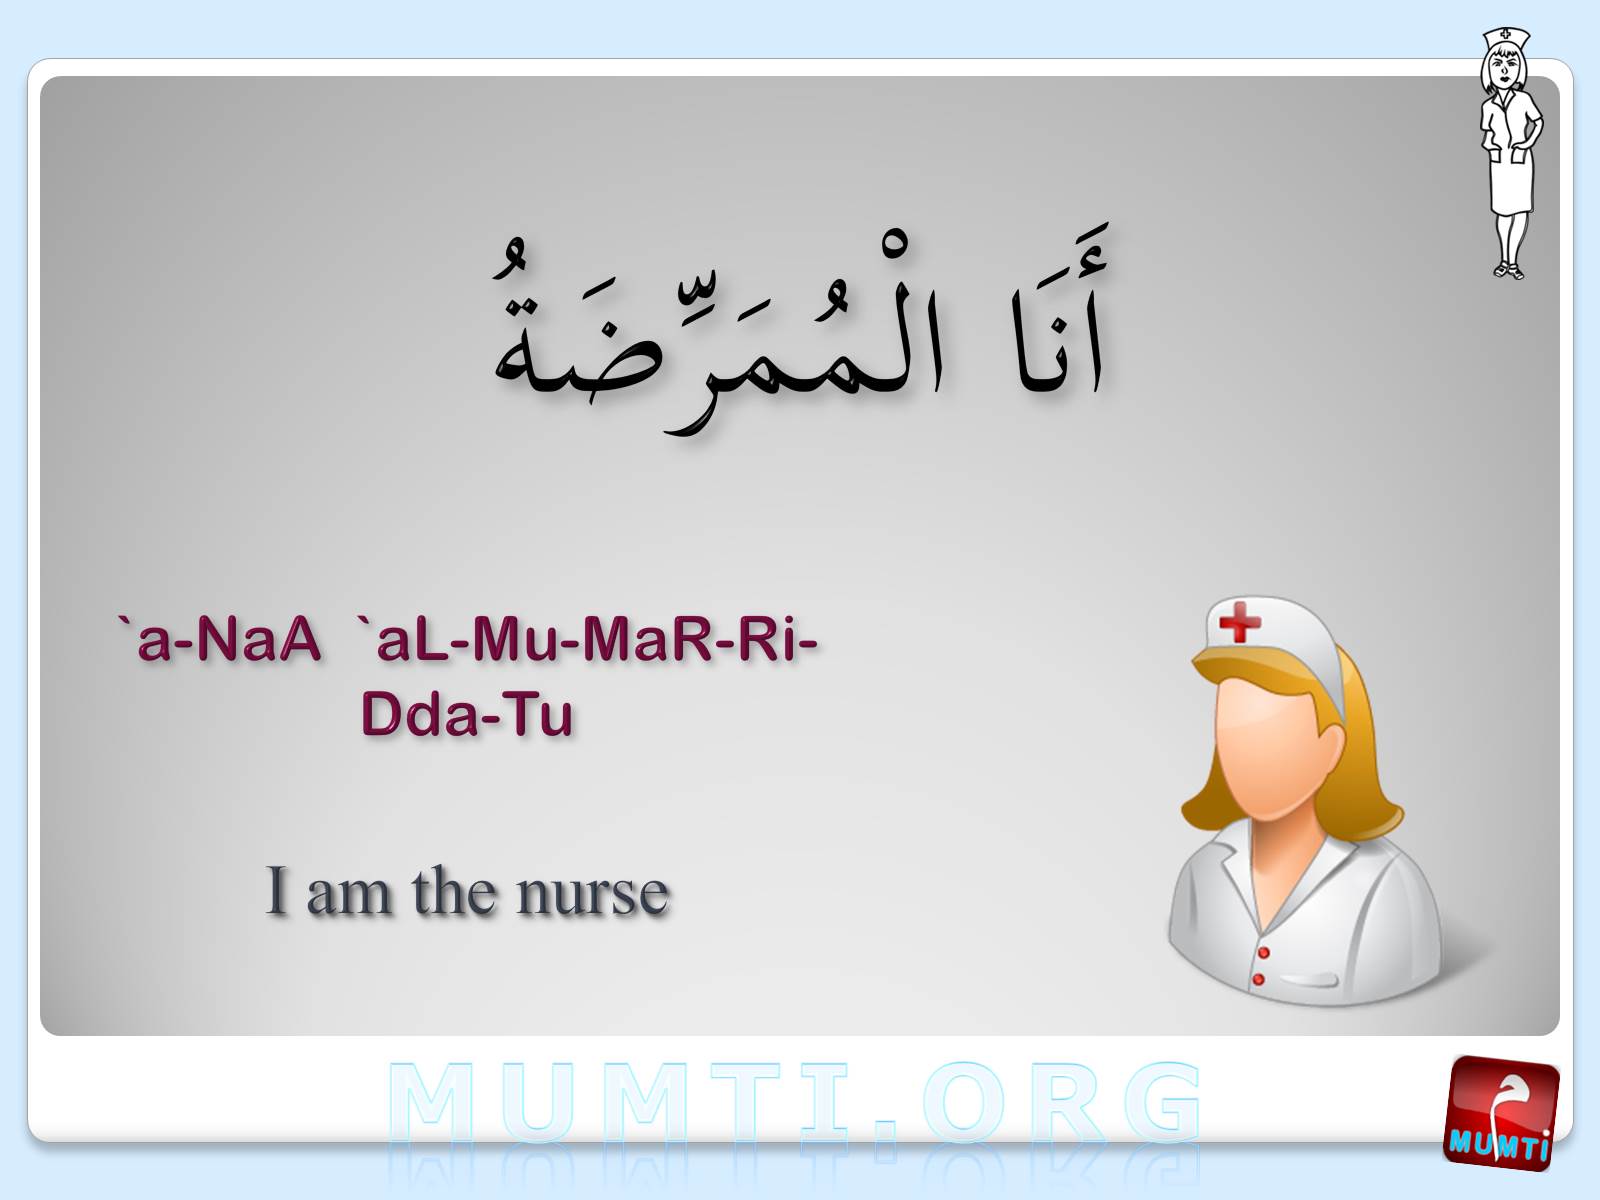 أَنَا الْمُمَرِّضَةُ
`a-NaA `aL-Mu-MaR-Ri-
Dda-Tu
I am the nurse
MUMTI.ORG
م
MUMTi